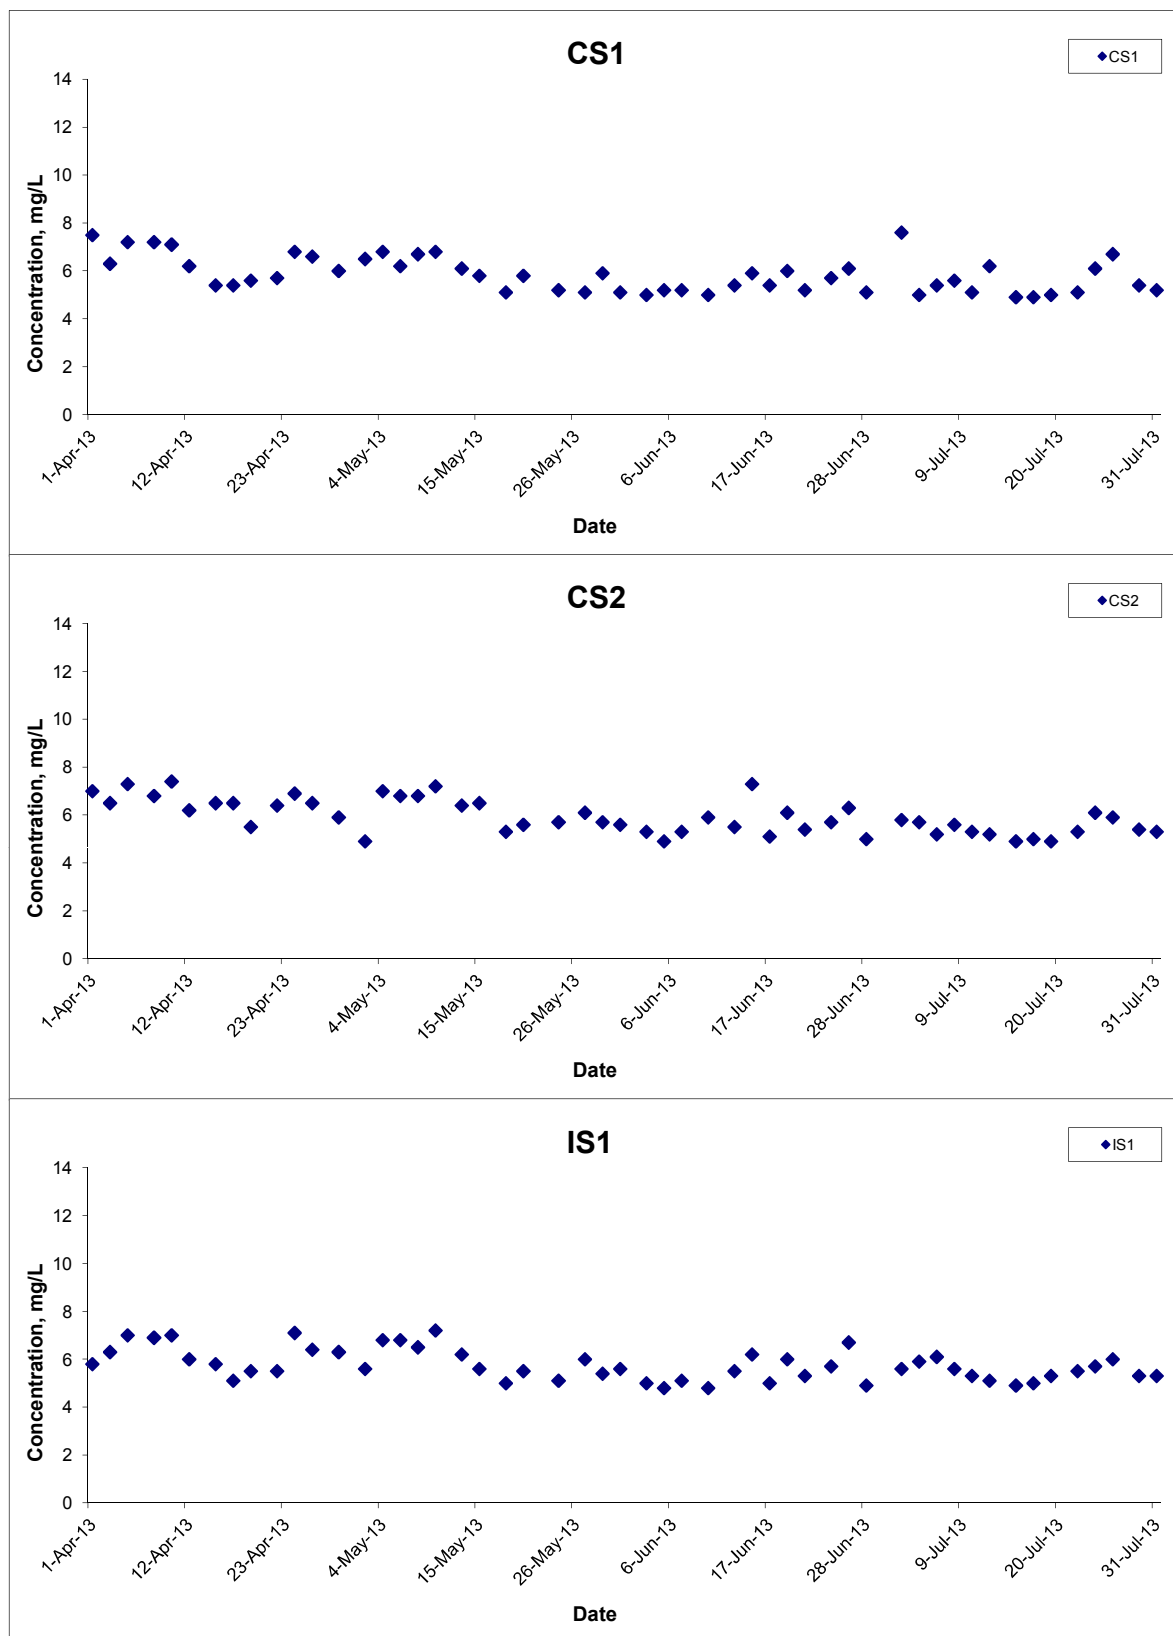 CS1
CS1
14
12
10
8
6
4
2
0
Concentration, mg/L
1-Apr-13
12-Apr-13
23-Apr-13
4-May-13
15-May-13
26-May-13
6-Jun-13
17-Jun-13
28-Jun-13
9-Jul-13
20-Jul-13
31-Jul-13
Date
CS2
CS2
14
12
10
8
6
4
2
0
Concentration, mg/L
1-Apr-13
12-Apr-13
23-Apr-13
4-May-13
15-May-13
26-May-13
6-Jun-13
17-Jun-13
28-Jun-13
9-Jul-13
20-Jul-13
31-Jul-13
Date
IS1
IS1
14
12
10
8
6
4
2
0
Concentration, mg/L
1-Apr-13
12-Apr-13
23-Apr-13
4-May-13
15-May-13
26-May-13
6-Jun-13
17-Jun-13
28-Jun-13
9-Jul-13
20-Jul-13
31-Jul-13
Date